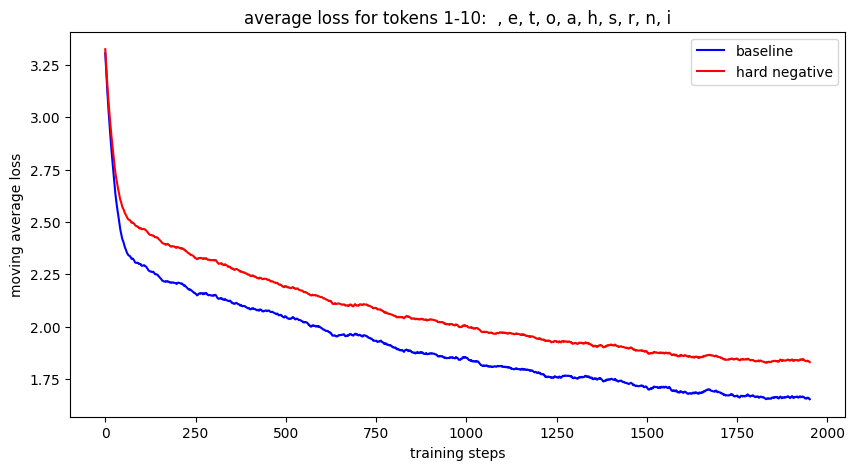 average loss for tokens 1-10:  , e, t, o, a, h, s, r, n, i
baseline
hard negative
3.25
3.00
2.75
2.50
2.25
2.00
1.75
moving average loss
0 250 500 750 1000 1250 1500 1750 2000
training steps